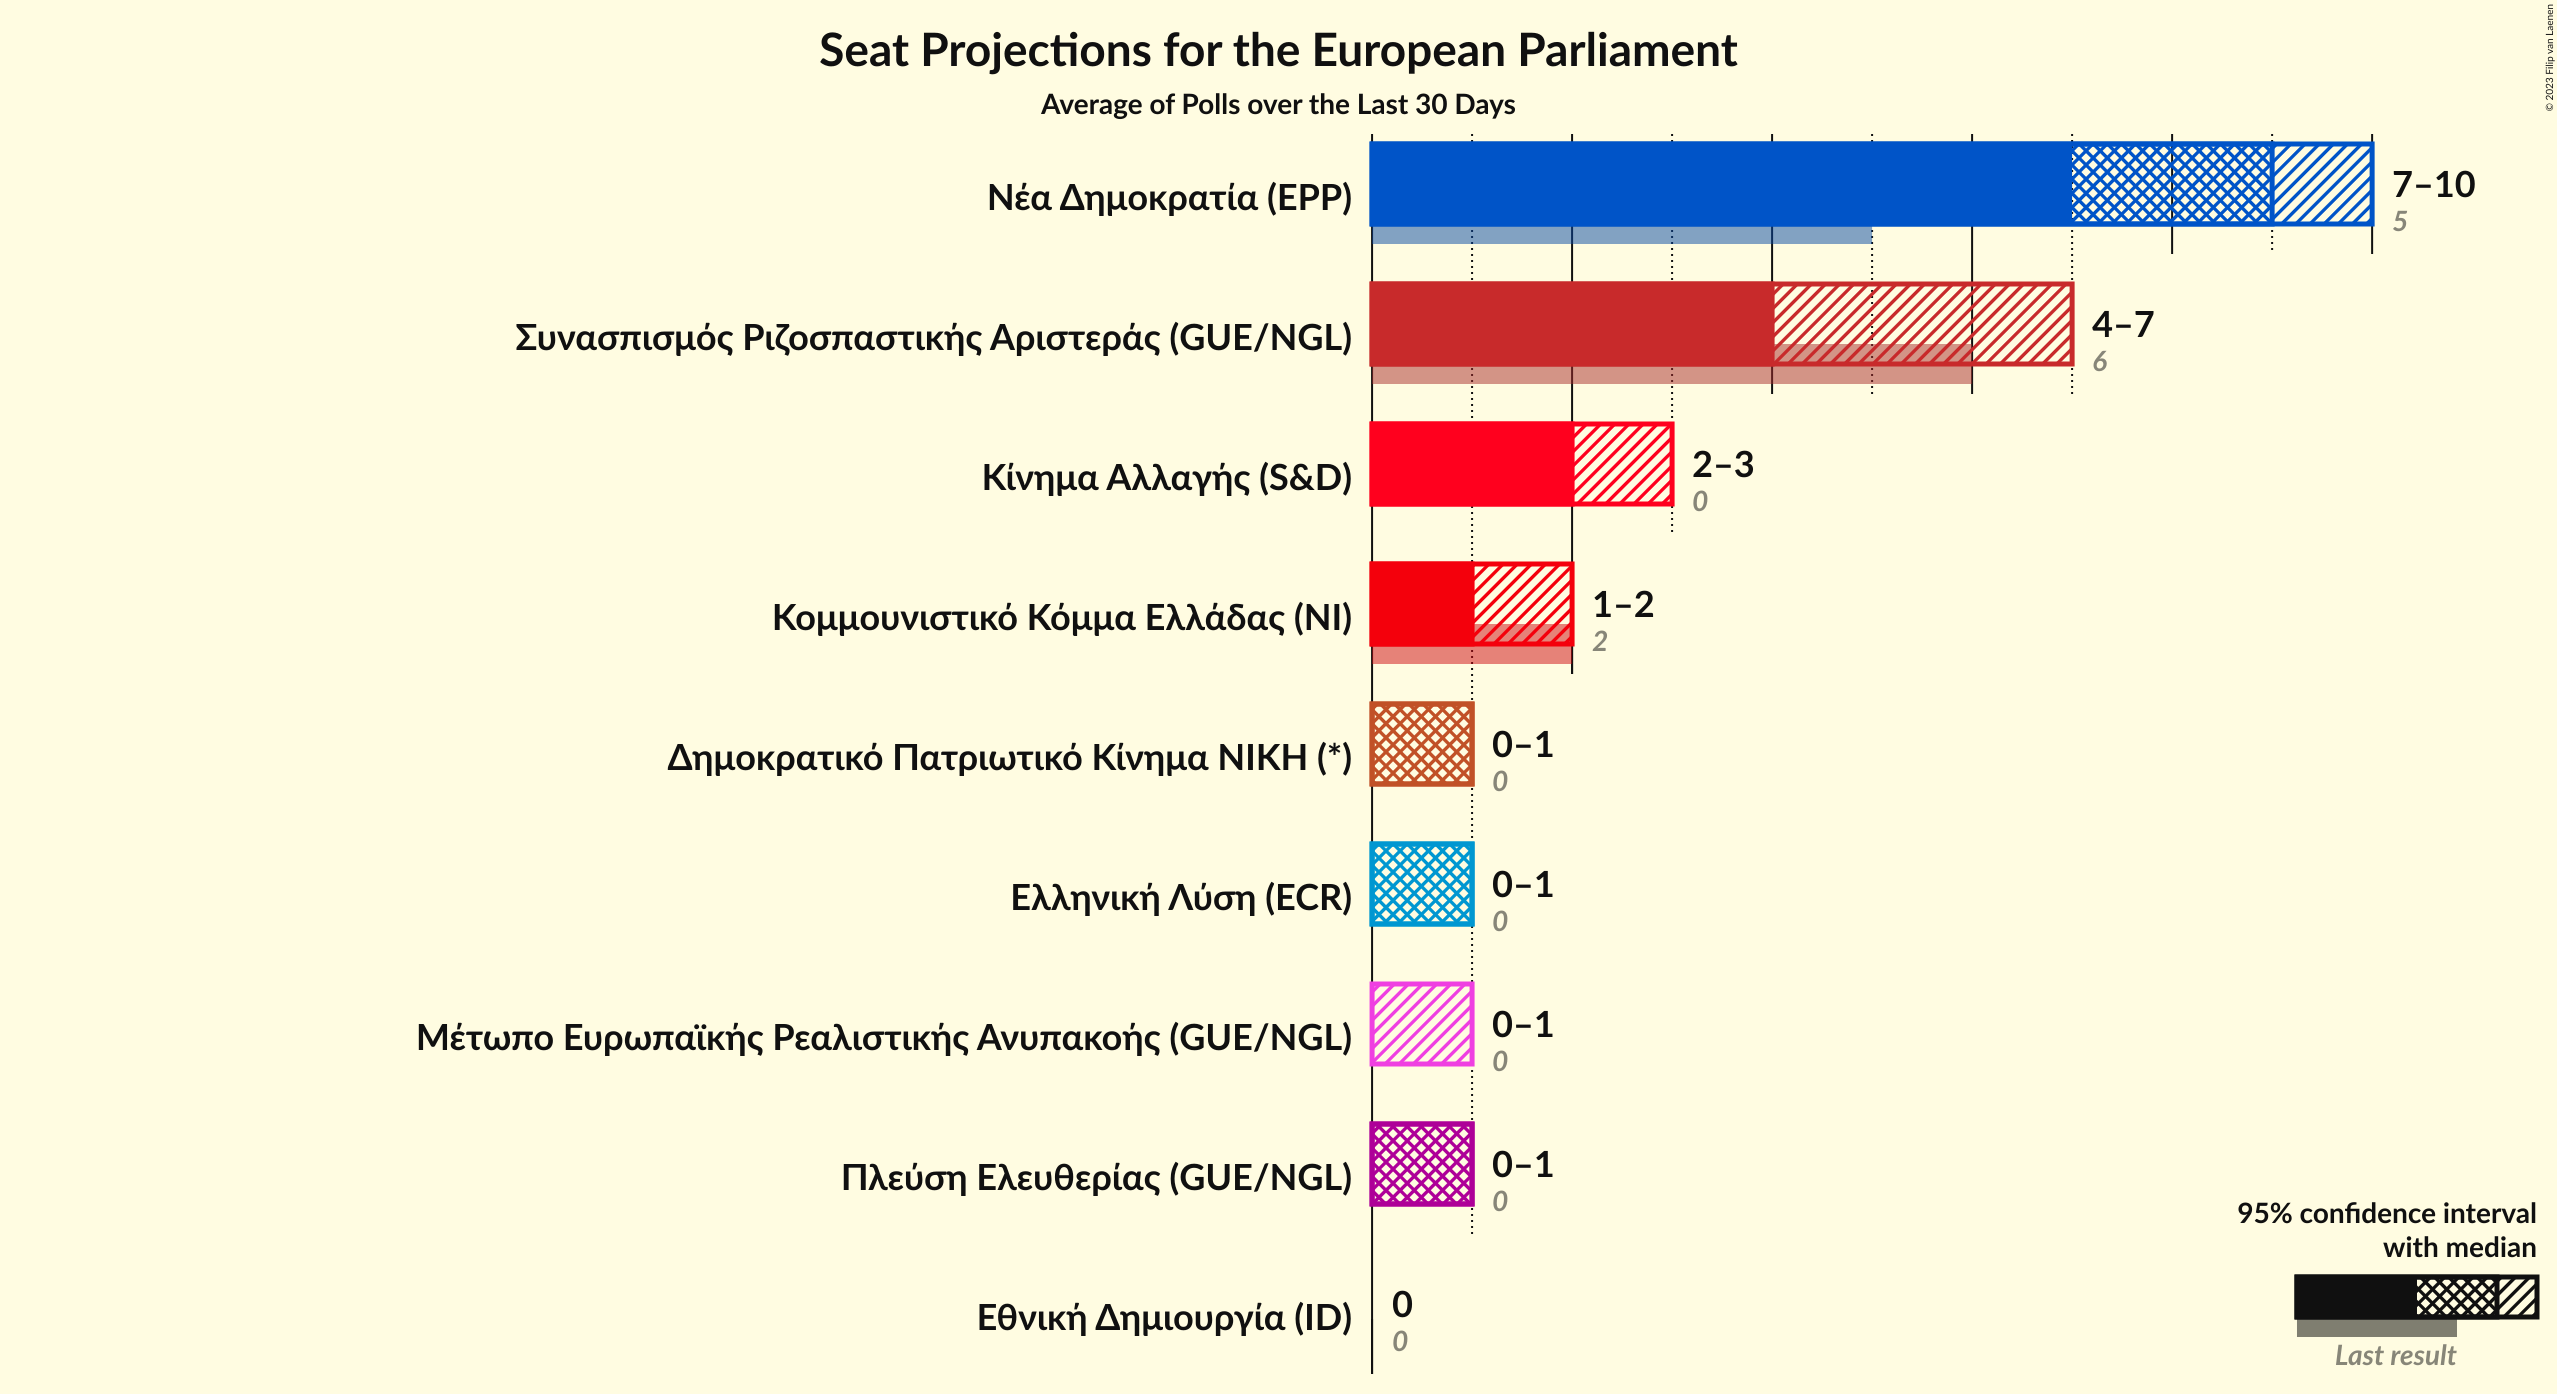 Seat Projections for the European Parliament
Average of Polls over the Last 30 Days
© 2023 Filip van Laenen
Νέα Δημοκρατία (EPP)
7–10
5
Συνασπισμός Ριζοσπαστικής Αριστεράς (GUE/NGL)
4–7
6
Κίνημα Αλλαγής (S&D)
2–3
0
Κομμουνιστικό Κόμμα Ελλάδας (NI)
1–2
2
Δημοκρατικό Πατριωτικό Κίνημα ΝΙΚΗ (*)
0–1
0
Ελληνική Λύση (ECR)
0–1
0
Μέτωπο Ευρωπαϊκής Ρεαλιστικής Ανυπακοής (GUE/NGL)
0–1
0
Πλεύση Ελευθερίας (GUE/NGL)
0–1
0
Εθνική Δημιουργία (ID)
0
0
95% confidence interval
with median
Last result